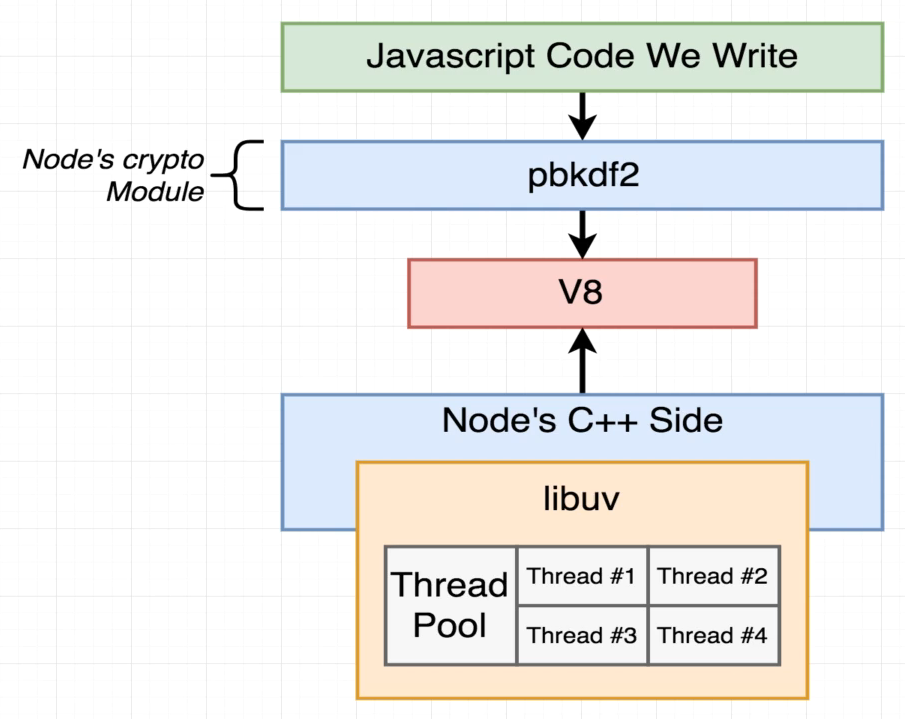 Javascript Code We Write
Node's crypto
Module
pbkdf2
V8
Node's C++ Side
libuv
Thread
Pool
Thread #1
Thread #2
Thread #3
Thread #4